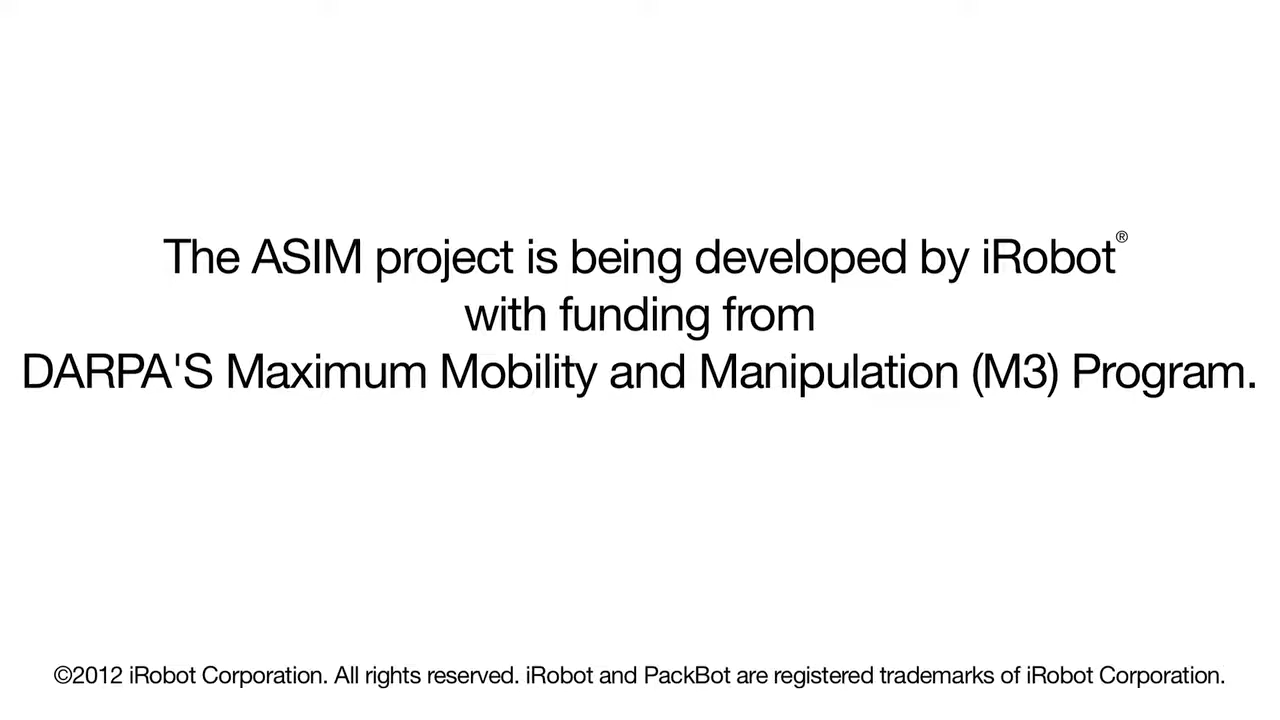 The ASIM project is being developed by iRobot®
with funding from
DARPA'S Maximum Mobility and Manipulation (M3) Program.
©2012 iRobot Corporation. All rights reserved. iRobot and PackBot are registered trademarks of iRobot Corporation.